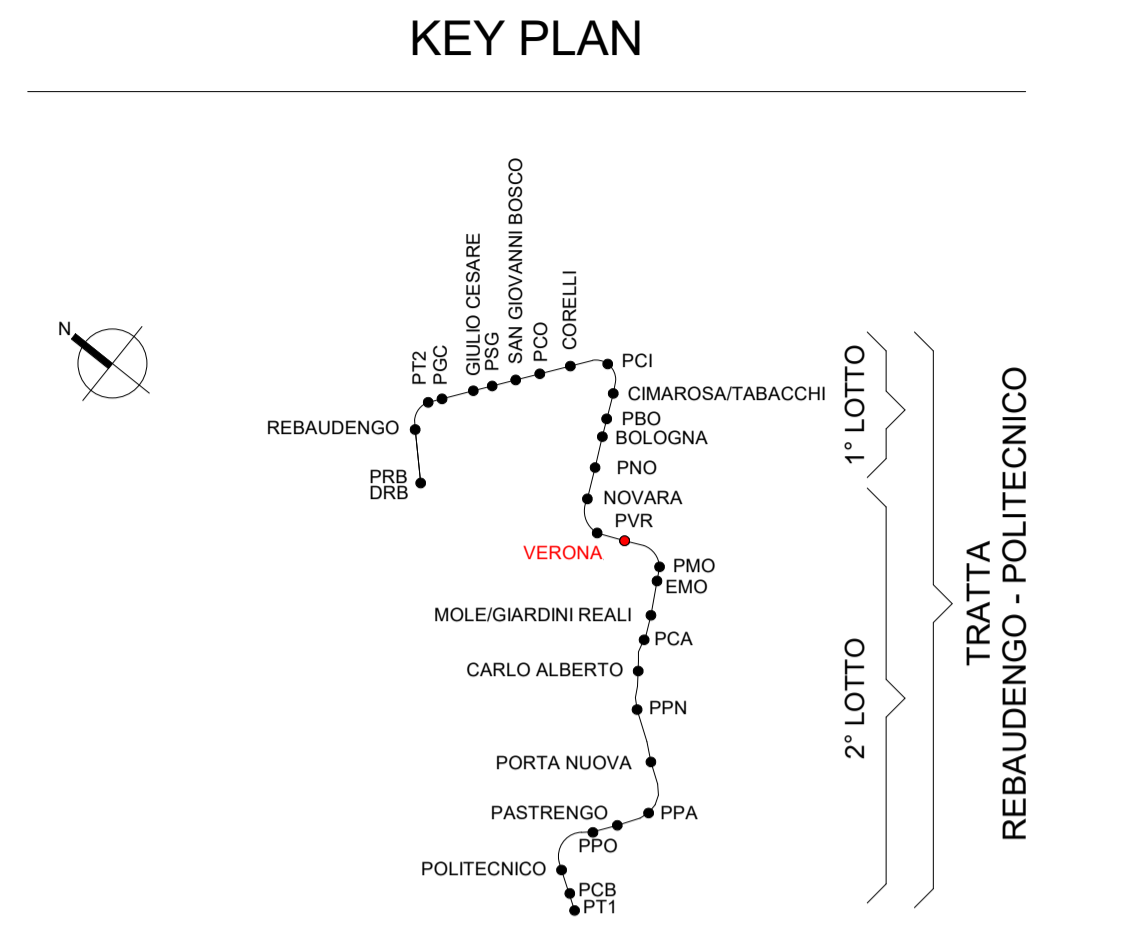 KEY PLAN
N
PT2
PGC
GIULIO CESARE
PSG
SAN GIOVANNI BOSCO
PCO
CORELLI
PCI
CIMAROSA/TABACCHI
REBAUDENGO
PBO
BOLOGNA
PRB
DRB
PNO
NOVARA
PVR
VERONA
PMO
EMO
MOLE/GIARDINI REALI
PCA
CARLO ALBERTO
PPN
PORTA NUOVA
PASTRENGO
PPA
PPO
POLITECNICO
PCB
PT1
1° LOTTO
2° LOTTO
TRATTA
REBAUDENGO - POLITECNICO